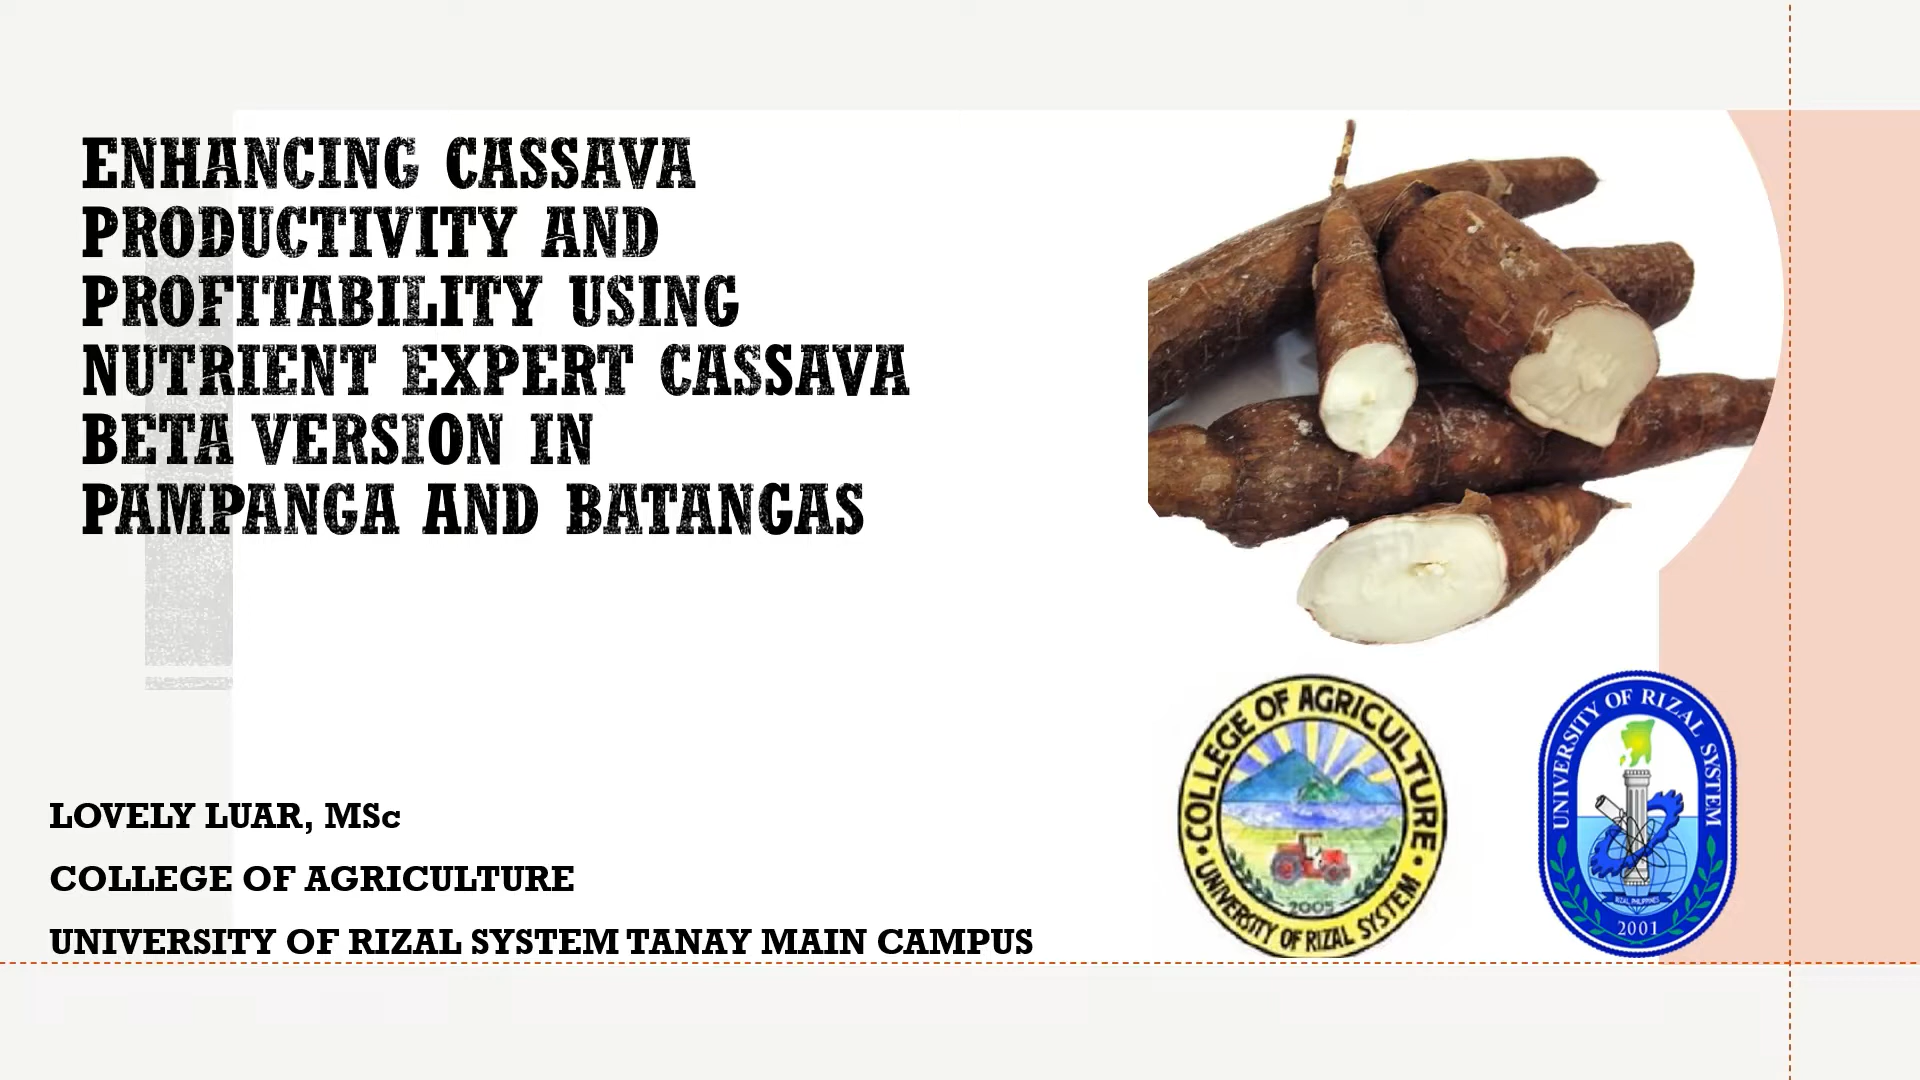 ENHANCING CASSAVA
PRODUCTIVITY AND
PROFITABILITY USING
NUTRIENT EXPERT CASSAVA
BETA VERSION IN
PAMPANGA AND BATANGAS
LOVELY LUAR, MSc
COLLEGE OF AGRICULTURE
UNIVERSITY OF RIZAL SYSTEM TANAY MAIN CAMPUS
COLLEGE OF AGRICULTURE
2005
UNIVERSITY OF RIZAL SYSTEM
UNIVERSITY OF RIZAL SYSTEM
RIZAL, PHILIPPINES
2001